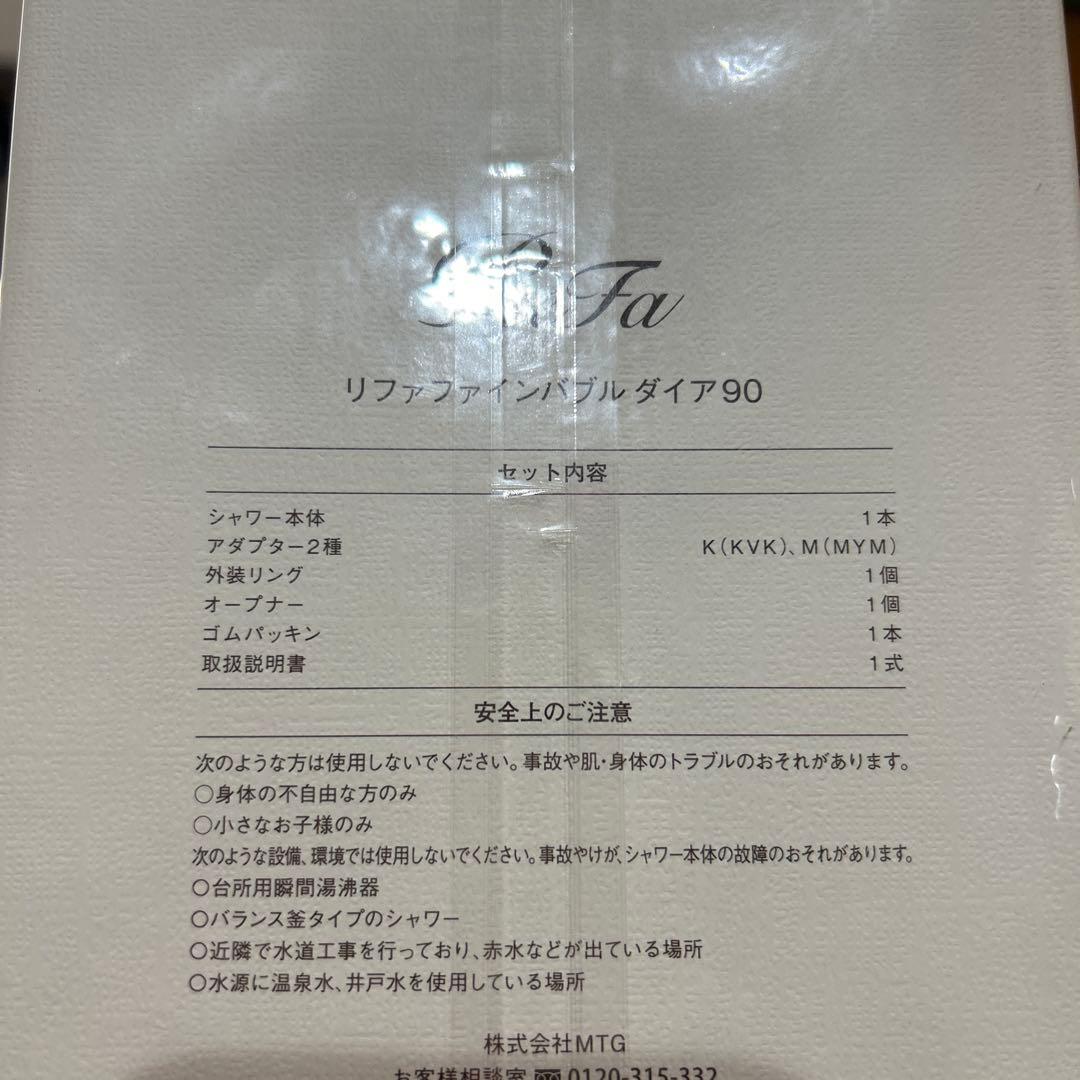 ReFa
リファファインバブル ダイア90
セット内容
シャワー本体 1本
アダプター2種 K(KVK)、M(MYM)
外装リング 1個
オープナー 1個
ゴムパッキン 1本
取扱説明書 1式
安全上のご注意
次のような方は使用しないでください。事故や肌・身体のトラブルのおそれがあります。
○身体の不自由な方のみ
○小さなお子様のみ
次のような設備、環境では使用しないでください。事故やけが、シャワー本体の故障のおそれがあります。
○台所用瞬間湯沸器
○バランス釜タイプのシャワー
○近隣で水道工事を行っており、赤水などが出ている場所
○水源に温泉水、井戸水を使用している場所
株式会社MTG
お客様相談室 0120-315-332